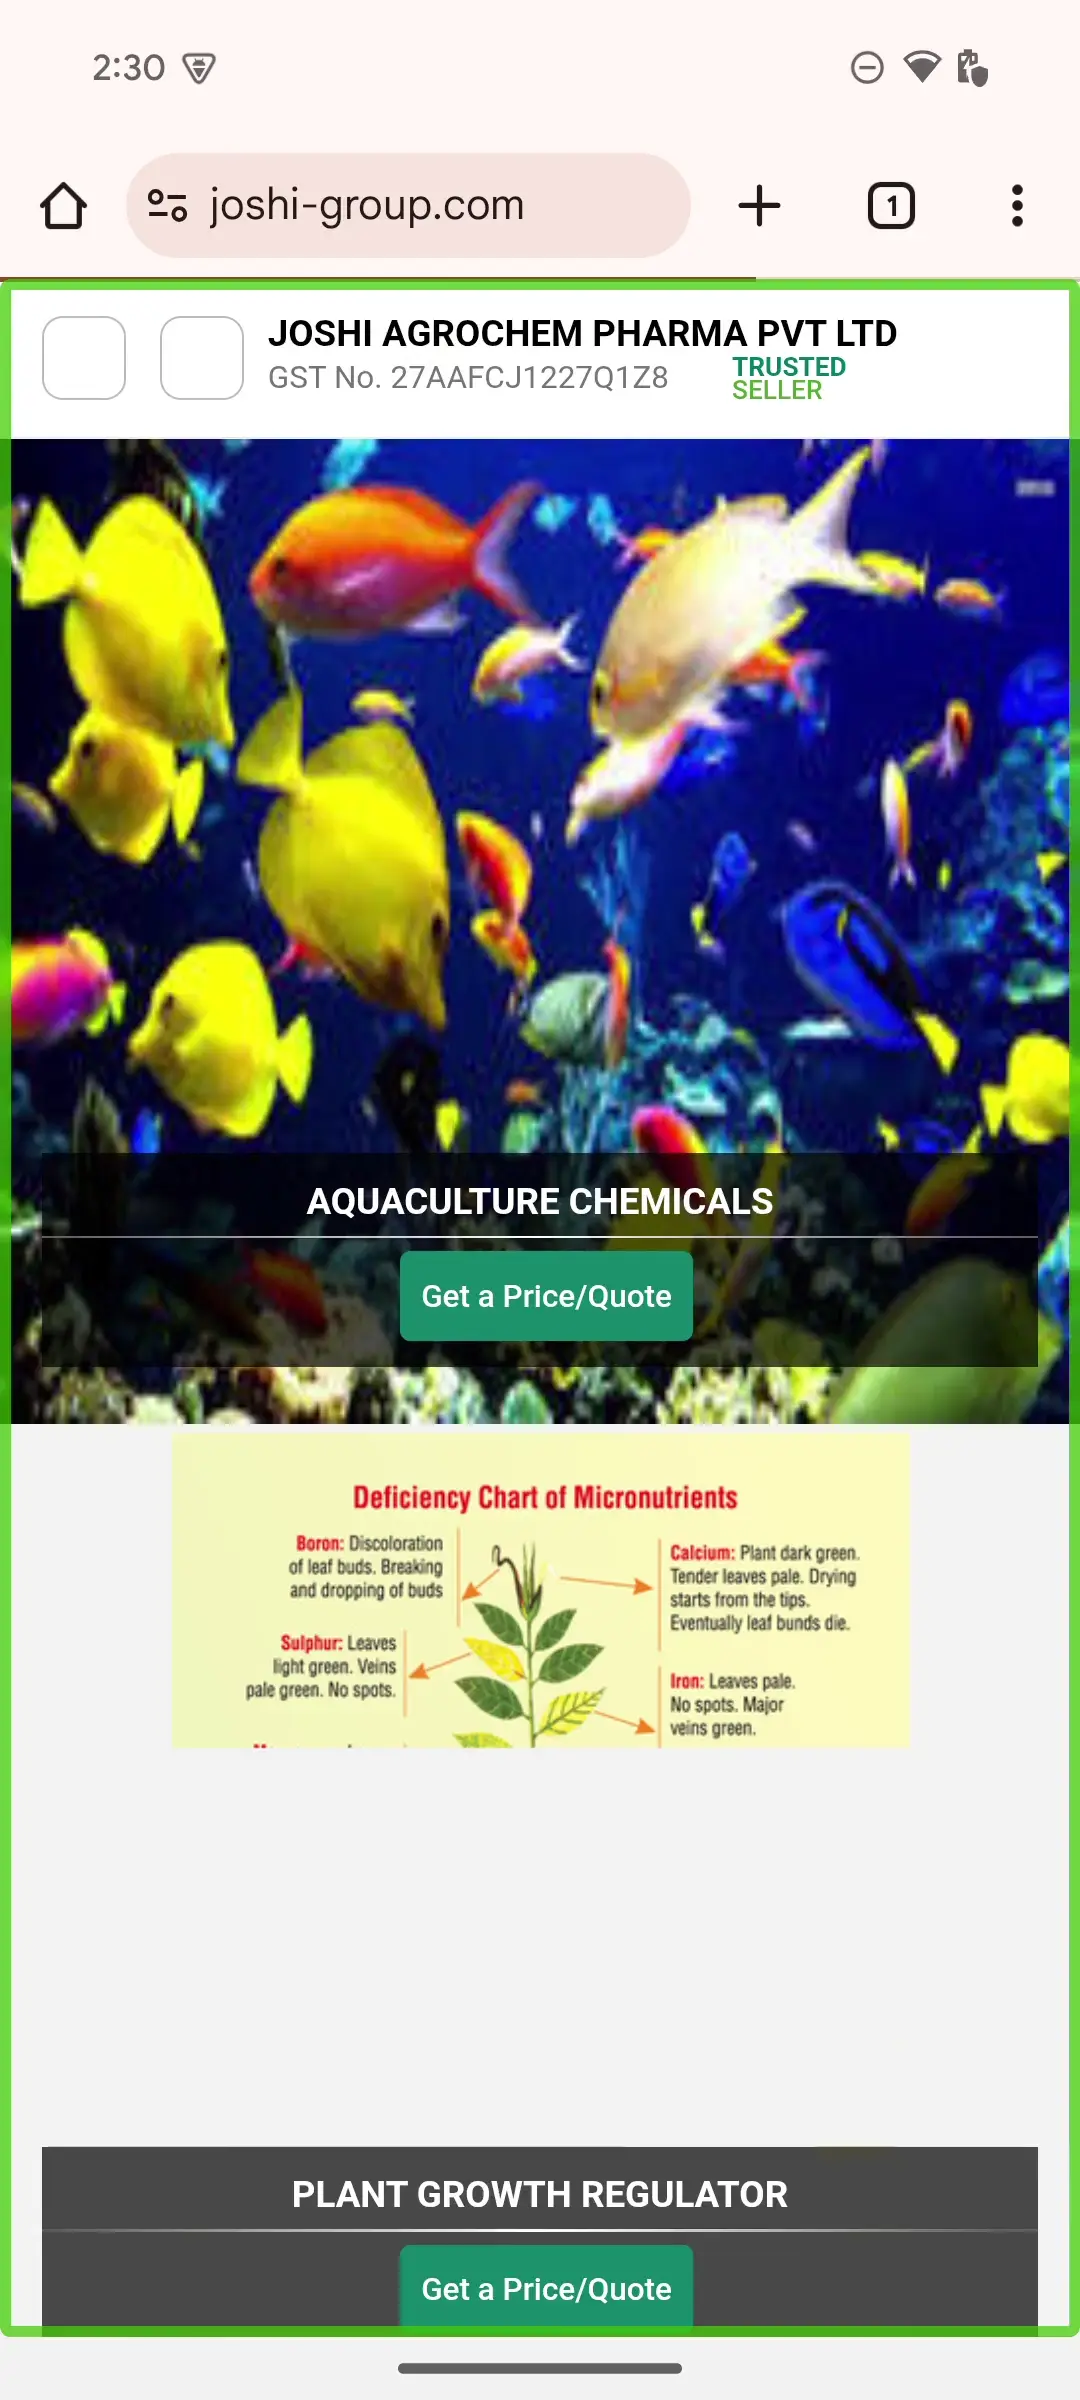 2:30
joshi-group.com
1
JOSHI AGROCHEM PHARMA PVT LTD
GST No. 27AAFCJ1227Q1Z8
TRUSTED
SELLER
AQUACULTURE CHEMICALS
Get a Price/Quote
Deficiency Chart of Micronutrients
Boron: Discoloration
of leaf buds. Breaking
and dropping of buds
Calcium: Plant dark green.
Tender leaves pale. Drying
starts from the tips.
Eventually leaf bunds die.
Sulphur: Leaves
light green. Veins
pale green. No spots.
Iron: Leaves pale.
No spots. Major
veins green.
PLANT GROWTH REGULATOR
Get a Price/Quote